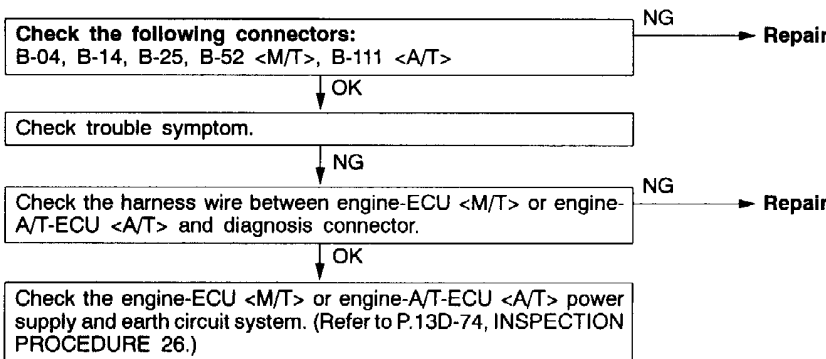 NG
Check the following connectors:
Repair
B-04, B-14, B-25, B-52 <M/T>, B-111 <A/T>
OK
Check trouble symptom.
NG
NG
Check the harness wire between engine-ECU <M/T> or engine-
Repair
A/T-ECU <A/T> and diagnosis connector.
OK
Check the engine-ECU <M/T> or engine-A/T-ECU <A/T> power
supply and earth circuit system. (Refer to P.13D-74, INSPECTION
PROCEDURE 26.)